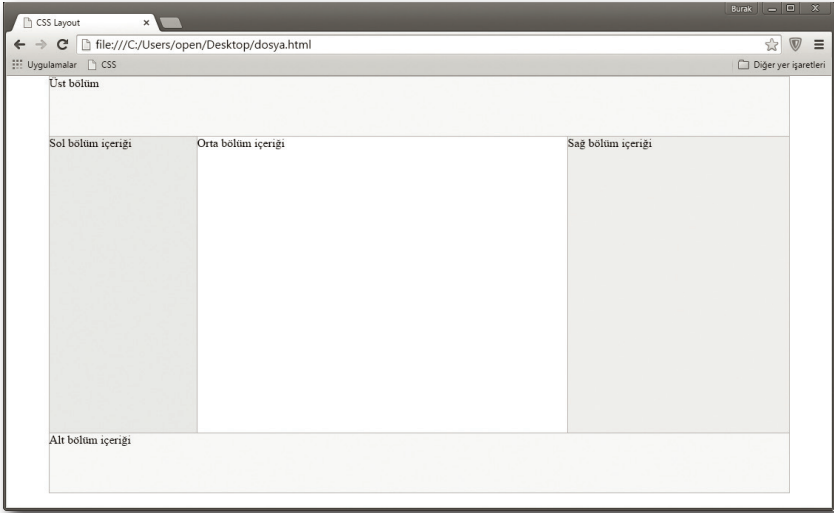 Burak
CSS Layout
file:///C:/Users/open/Desktop/dosya.html
Uygulamalar CSS Diğer yer işaretleri
Üst bölüm
Sol bölüm içeriği Orta bölüm içeriği Sağ bölüm içeriği
Alt bölüm içeriği